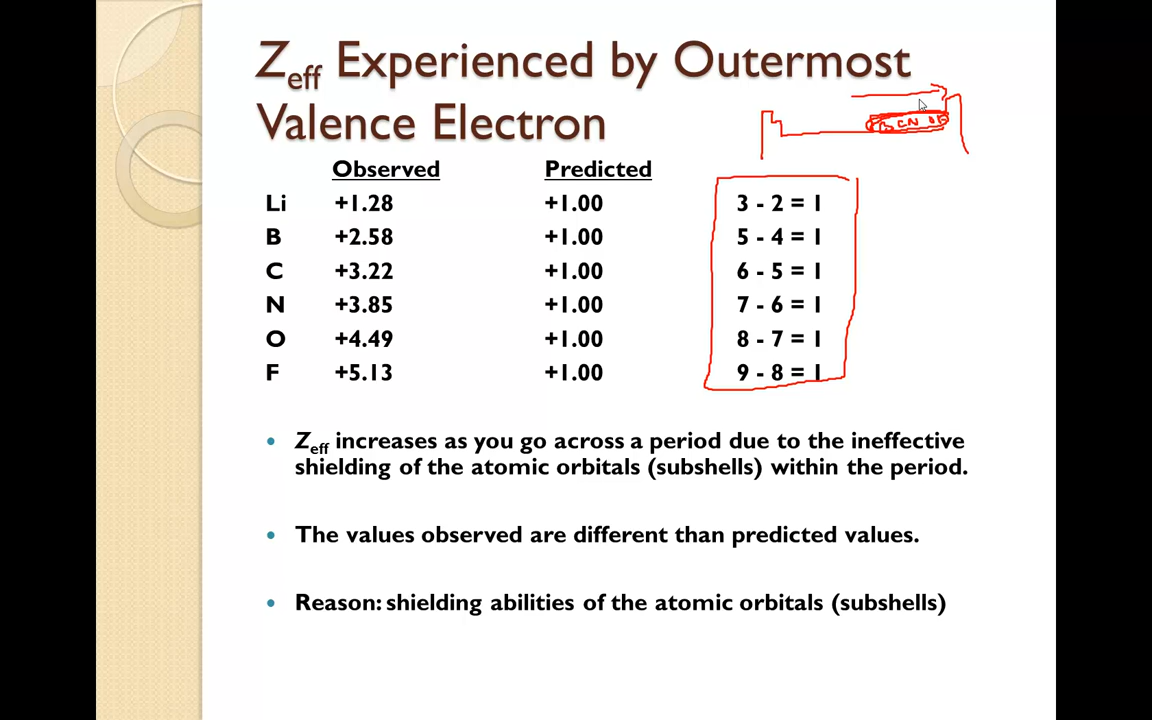 Zeff Experienced by Outermost
Valence Electron
Observed Predicted
Li +1.28 +1.00 3 - 2 = 1
B +2.58 +1.00 5 - 4 = 1
C +3.22 +1.00 6 - 5 = 1
N +3.85 +1.00 7 - 6 = 1
O +4.49 +1.00 8 - 7 = 1
F +5.13 +1.00 9 - 8 = 1
B C N O F
• Zeff increases as you go across a period due to the ineffective
shielding of the atomic orbitals (subshells) within the period.
• The values observed are different than predicted values.
• Reason: shielding abilities of the atomic orbitals (subshells)